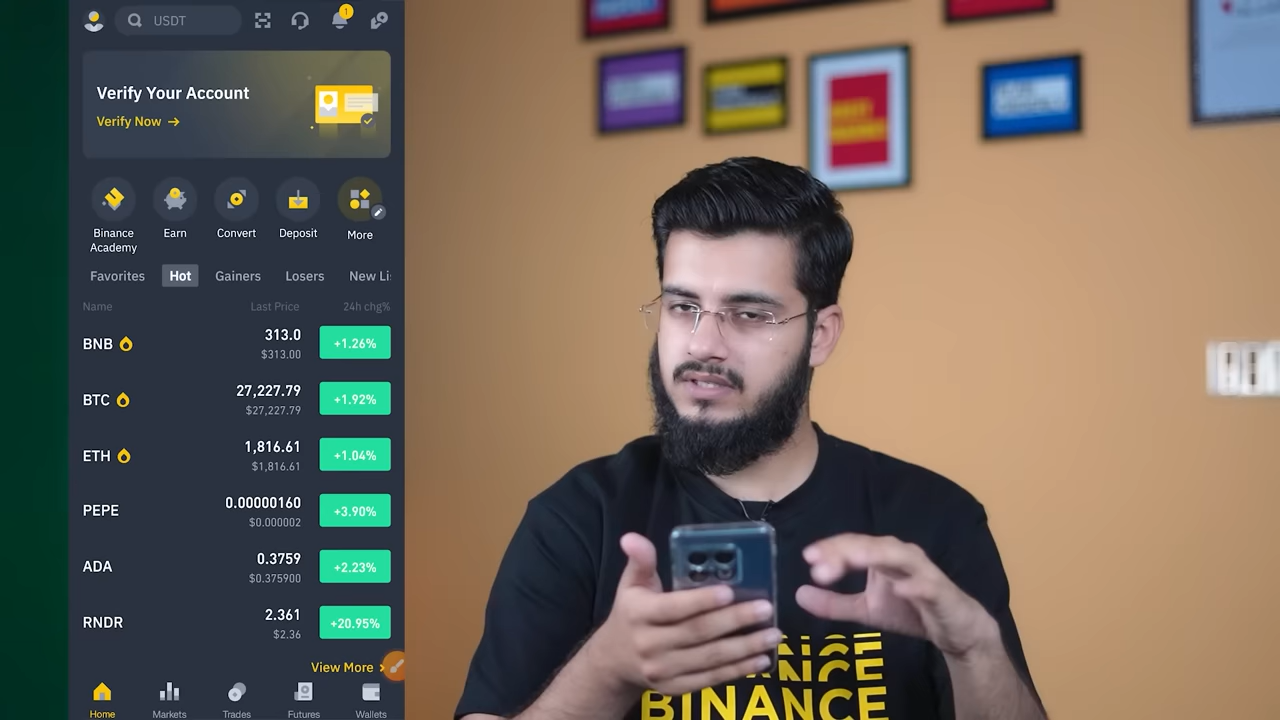 USDT
1
Verify Your Account
Verify Now →
Binance Academy
Earn
Convert
Deposit
More
Favorites Hot Gainers Losers New Li
Name Last Price 24h chg%
BNB 313.0 +1.26%
$313.00
BTC 27,227.79 +1.92%
$27,227.79
ETH 1,816.61 +1.04%
$1,816.61
PEPE 0.00000160 +3.90%
$0.000002
ADA 0.3759 +2.23%
$0.375900
RNDR 2.361 +20.95%
$2.36
View More
Home Markets Trades Futures Wallets
BINANCE